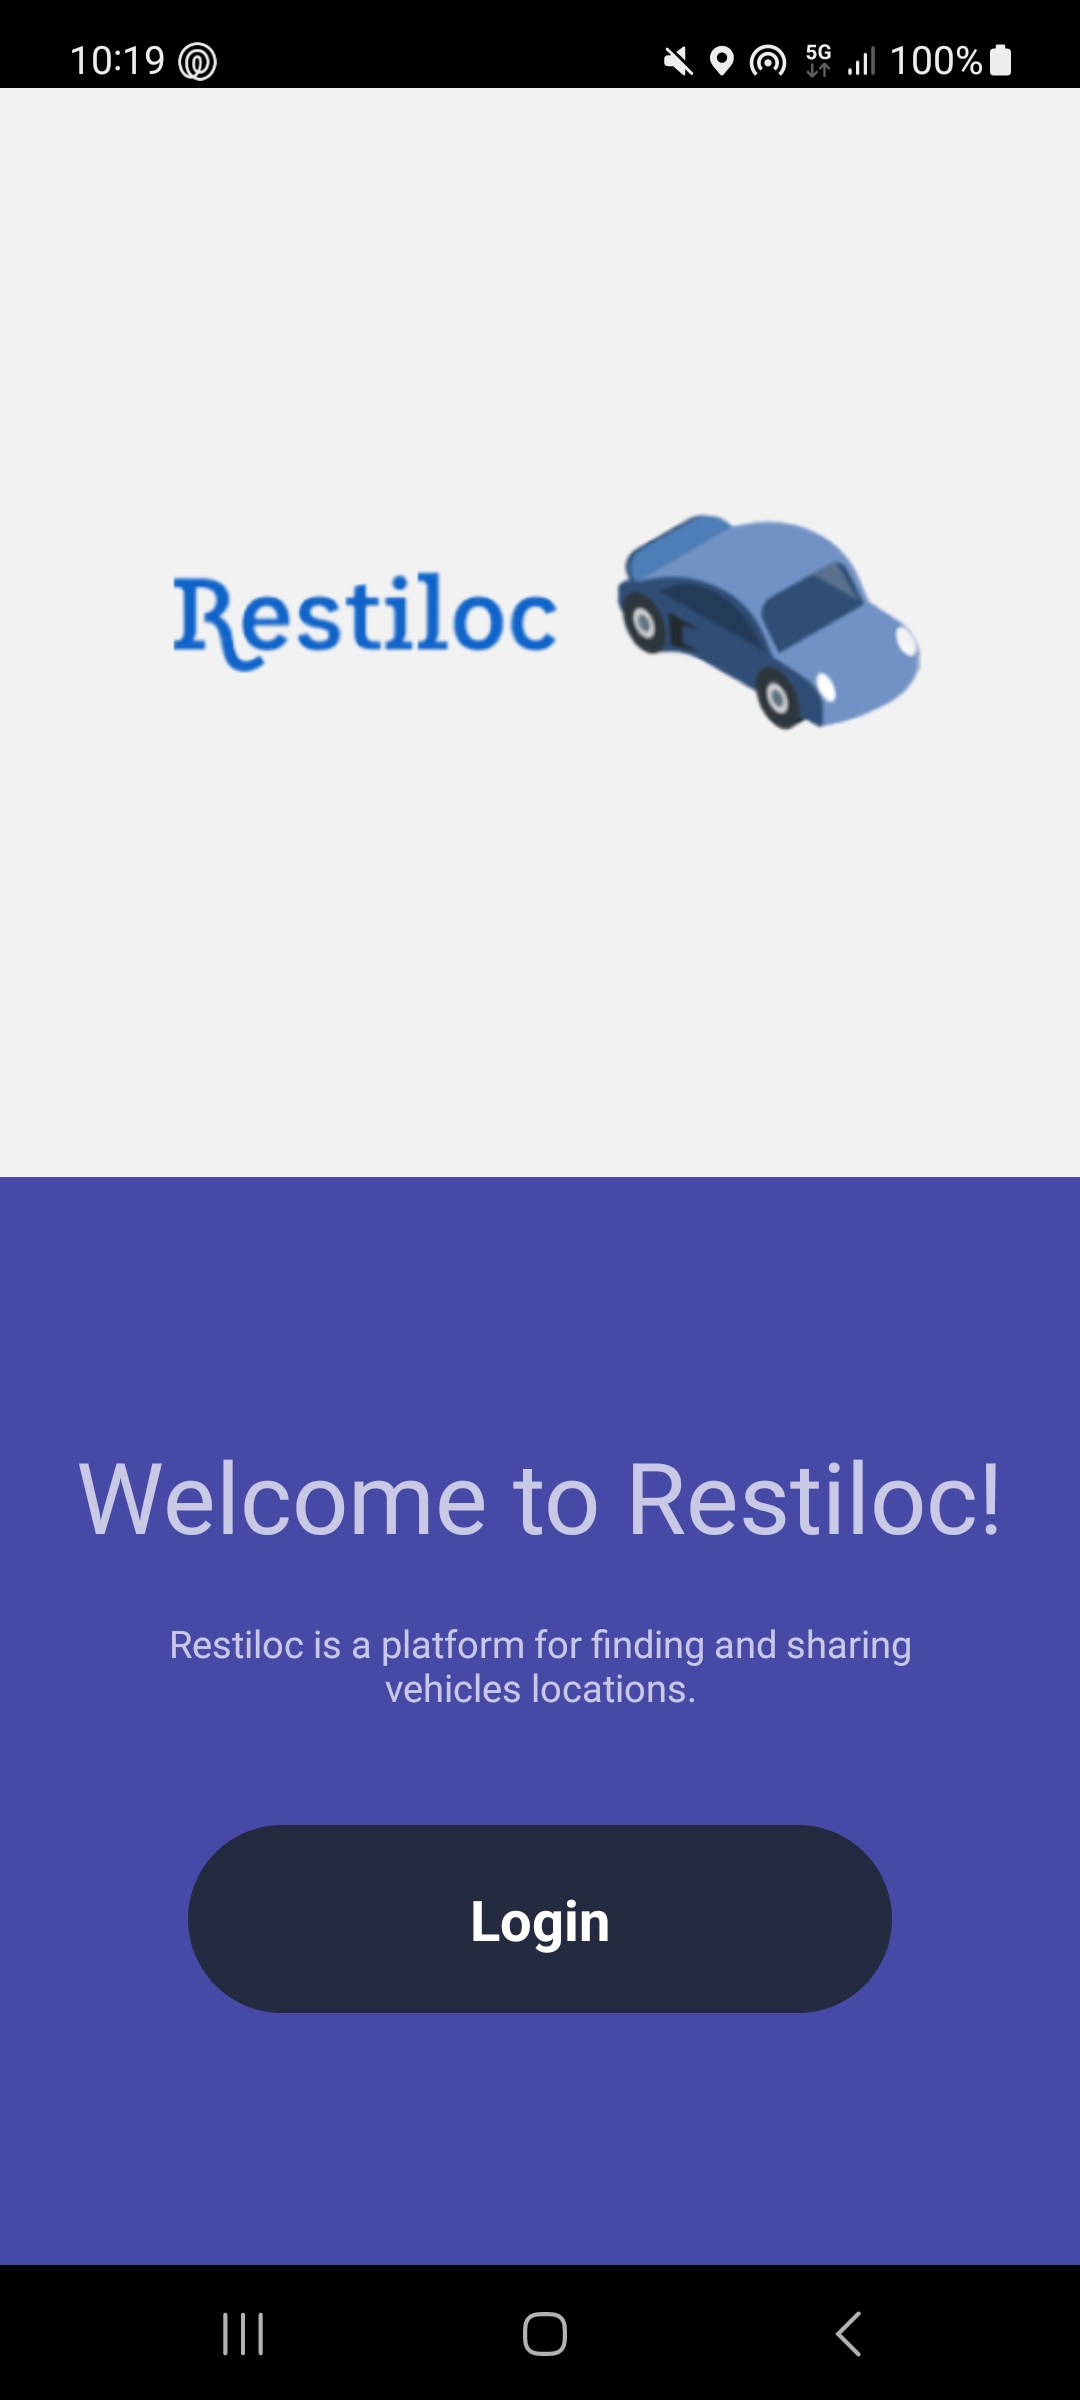 10:19 5G 100%
Restiloc
Welcome to Restiloc!
Restiloc is a platform for finding and sharing
vehicles locations.
Login